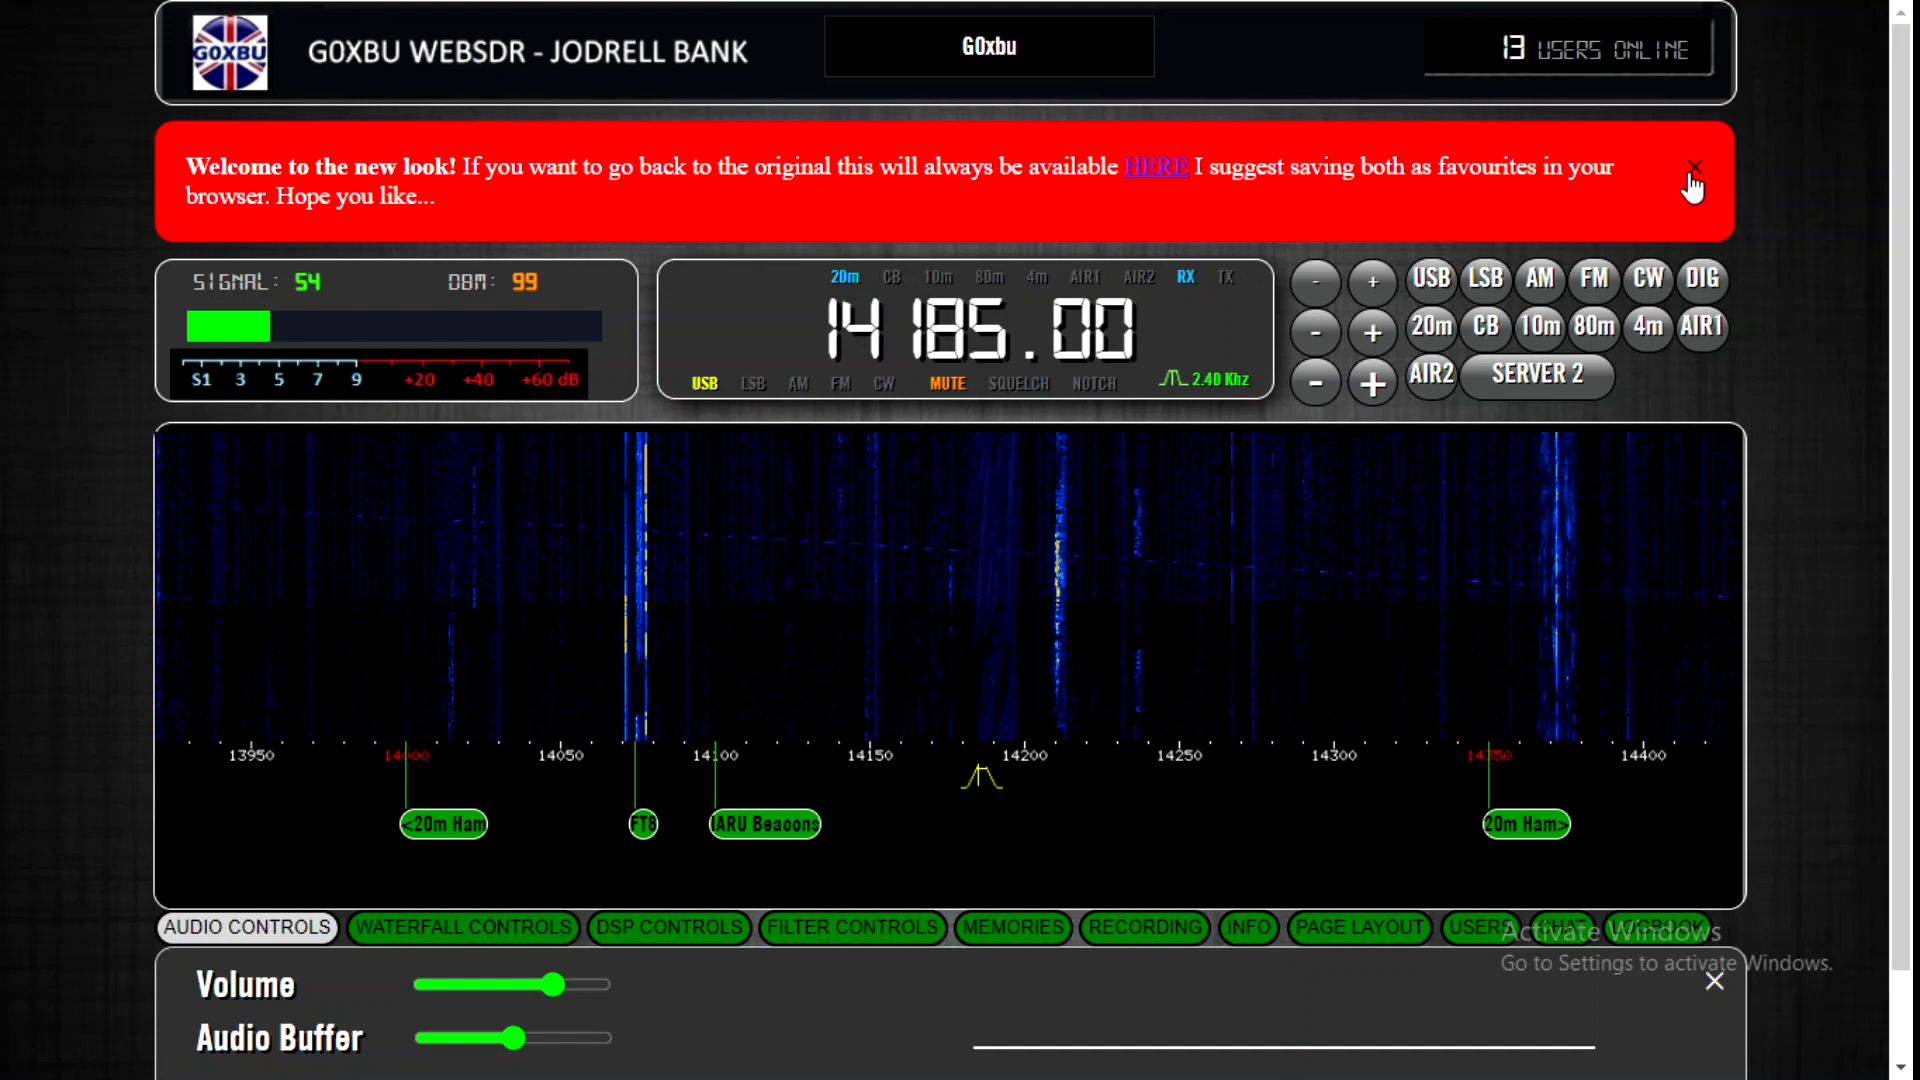 G0XBU
G0XBU WEBSDR - JODRELL BANK
G0xbu
13 USERS ONLINE
Welcome to the new look! If you want to go back to the original this will always be available HERE I suggest saving both as favourites in your
browser. Hope you like...
SIGNAL: S4 DBM: 99
S1 3 5 7 9 +20 +40 +60 dB
20m CB 10m 80m 4m AIR1 AIR2 RX TX
14 185.00
USB LSB AM FM CW MUTE SQUELCH NOTCH 2.40 Khz
- + USB LSB AM FM CW DIG
- + 20m CB 10m 80m 4m AIR1
- + AIR2 SERVER 2
13950 14000 14050 14100 14150 14200 14250 14300 14350 14400
<20m Ham FT8 IARU Beacons 20m Ham>
AUDIO CONTROLS WATERFALL CONTROLS DSP CONTROLS FILTER CONTROLS MEMORIES RECORDING INFO PAGE LAYOUT USERS CHAT LOGBOOK
Activate Windows
Go to Settings to activate Windows.
Volume
Audio Buffer